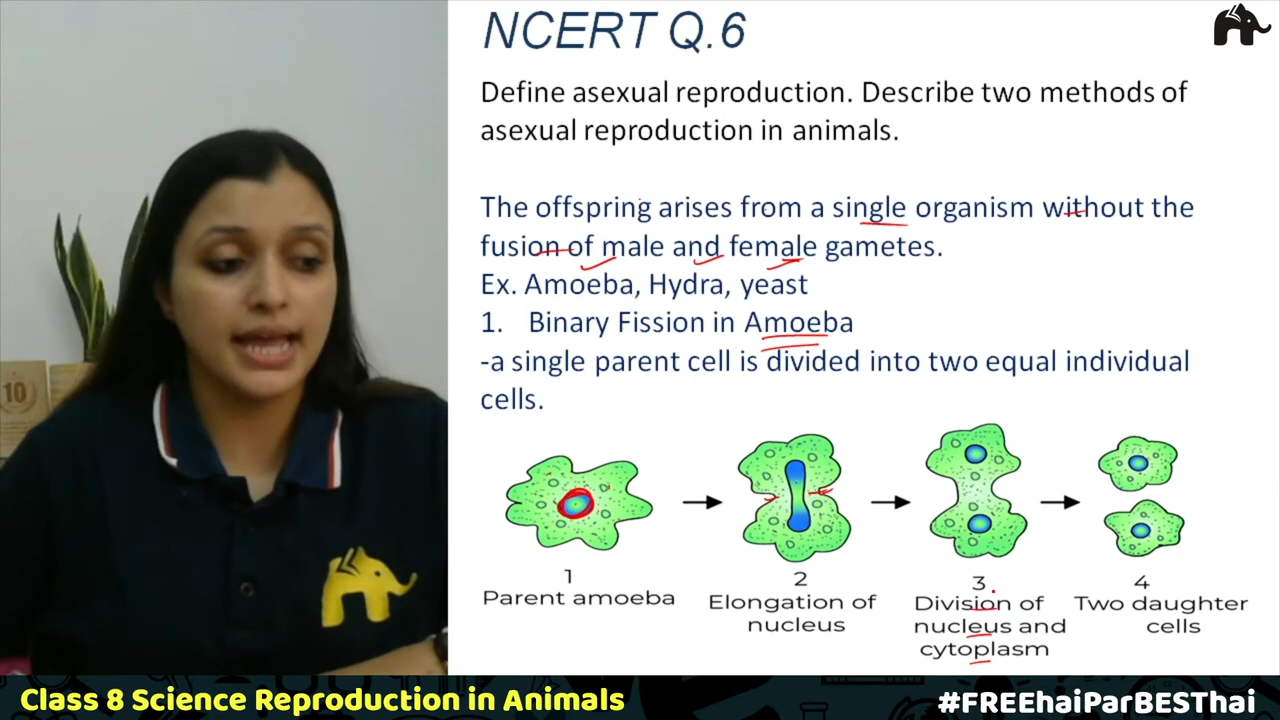 NCERT Q.6
Define asexual reproduction. Describe two methods of
asexual reproduction in animals.
The offspring arises from a single organism without the
fusion of male and female gametes.
Ex. Amoeba, Hydra, yeast
1. Binary Fission in Amoeba
-a single parent cell is divided into two equal individual
cells.
1
Parent amoeba
2
Elongation of
nucleus
3
Division of
nucleus and
cytoplasm
4
Two daughter
cells
10
Class 8 Science Reproduction in Animals
#FREEhaiParBESThai